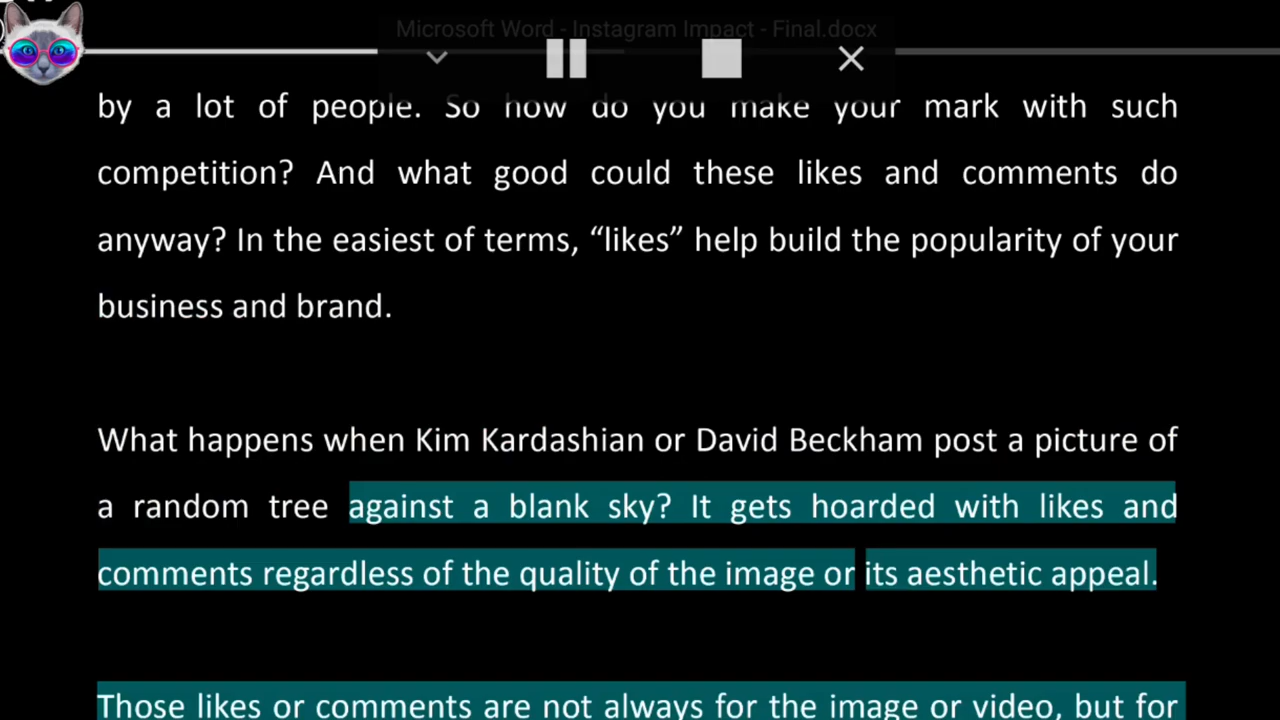 Microsoft Word - Instagram Impact - Final.docx
by a lot of people. So how do you make your mark with such
competition? And what good could these likes and comments do
anyway? In the easiest of terms, “likes” help build the popularity of your
business and brand.
What happens when Kim Kardashian or David Beckham post a picture of
a random tree against a blank sky? It gets hoarded with likes and
comments regardless of the quality of the image or its aesthetic appeal.
Those likes or comments are not always for the image or video, but for